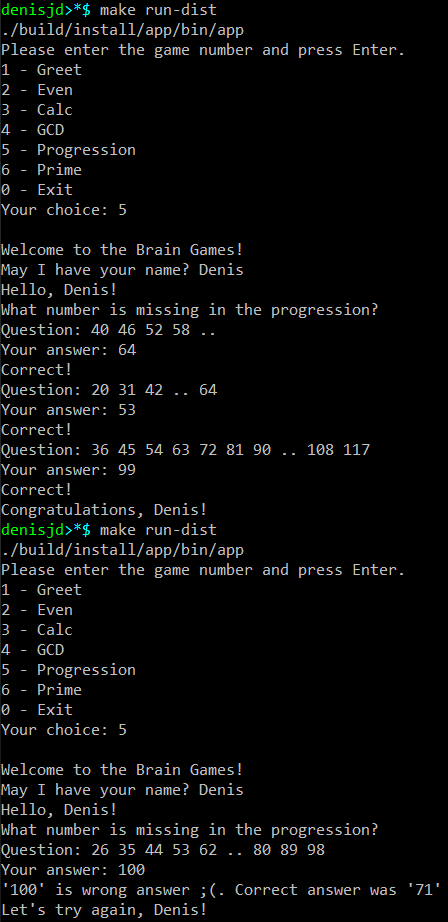 denisjd>*$ make run-dist
./build/install/app/bin/app
Please enter the game number and press Enter.
1 - Greet
2 - Even
3 - Calc
4 - GCD
5 - Progression
6 - Prime
0 - Exit
Your choice: 5

Welcome to the Brain Games!
May I have your name? Denis
Hello, Denis!
What number is missing in the progression?
Question: 40 46 52 58 ..
Your answer: 64
Correct!
Question: 20 31 42 .. 64
Your answer: 53
Correct!
Question: 36 45 54 63 72 81 90 .. 108 117
Your answer: 99
Correct!
Congratulations, Denis!
denisjd>*$ make run-dist
./build/install/app/bin/app
Please enter the game number and press Enter.
1 - Greet
2 - Even
3 - Calc
4 - GCD
5 - Progression
6 - Prime
0 - Exit
Your choice: 5

Welcome to the Brain Games!
May I have your name? Denis
Hello, Denis!
What number is missing in the progression?
Question: 26 35 44 53 62 .. 80 89 98
Your answer: 100
'100' is wrong answer ;(. Correct answer was '71'
Let's try again, Denis!